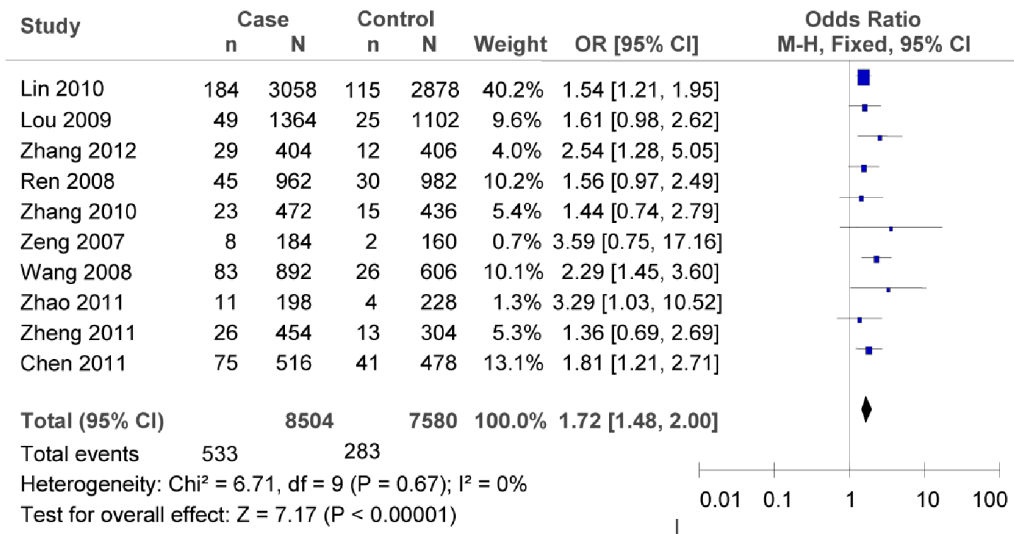 Study Case Control Odds Ratio
n N n N Weight OR [95% CI] M-H, Fixed, 95% CI
Lin 2010 184 3058 115 2878 40.2% 1.54 [1.21, 1.95]
Lou 2009 49 1364 25 1102 9.6% 1.61 [0.98, 2.62]
Zhang 2012 29 404 12 406 4.0% 2.54 [1.28, 5.05]
Ren 2008 45 962 30 982 10.2% 1.56 [0.97, 2.49]
Zhang 2010 23 472 15 436 5.4% 1.44 [0.74, 2.79]
Zeng 2007 8 184 2 160 0.7% 3.59 [0.75, 17.16]
Wang 2008 83 892 26 606 10.1% 2.29 [1.45, 3.60]
Zhao 2011 11 198 4 228 1.3% 3.29 [1.03, 10.52]
Zheng 2011 26 454 13 304 5.3% 1.36 [0.69, 2.69]
Chen 2011 75 516 41 478 13.1% 1.81 [1.21, 2.71]
Total (95% CI) 8504 7580 100.0% 1.72 [1.48, 2.00]
Total events 533 283
Heterogeneity: Chi² = 6.71, df = 9 (P = 0.67); I² = 0%
Test for overall effect: Z = 7.17 (P < 0.00001)
0.01 0.1 1 10 100